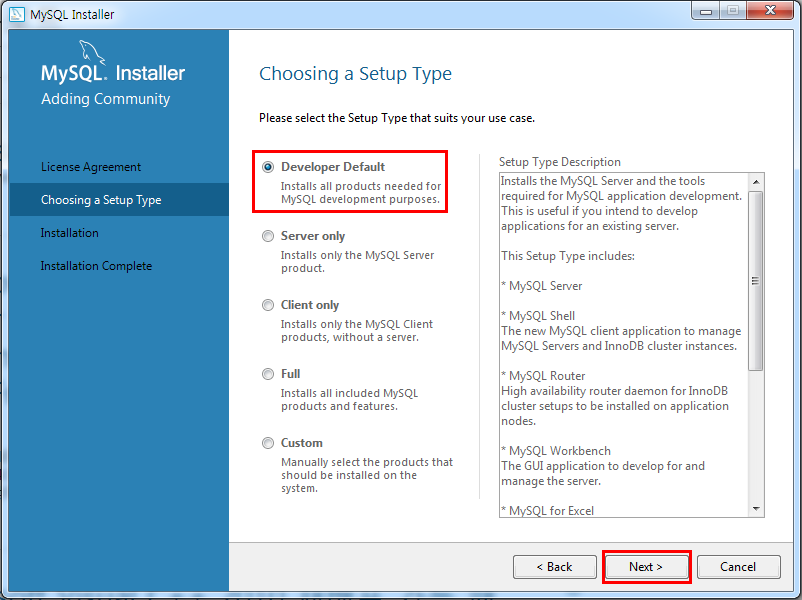 MySQL Installer
MySQL. Installer
Adding Community
License Agreement
Choosing a Setup Type
Installation
Installation Complete
Choosing a Setup Type
Please select the Setup Type that suits your use case.
Developer Default
Installs all products needed for
MySQL development purposes.
Server only
Installs only the MySQL Server
product.
Client only
Installs only the MySQL Client
products, without a server.
Full
Installs all included MySQL
products and features.
Custom
Manually select the products that
should be installed on the
system.
Setup Type Description
Installs the MySQL Server and the tools
required for MySQL application development.
This is useful if you intend to develop
applications for an existing server.
This Setup Type includes:
* MySQL Server
* MySQL Shell
The new MySQL client application to manage
MySQL Servers and InnoDB cluster instances.
* MySQL Router
High availability router daemon for InnoDB
cluster setups to be installed on application
nodes.
* MySQL Workbench
The GUI application to develop for and
manage the server.
* MySQL for Excel
< Back
Next >
Cancel